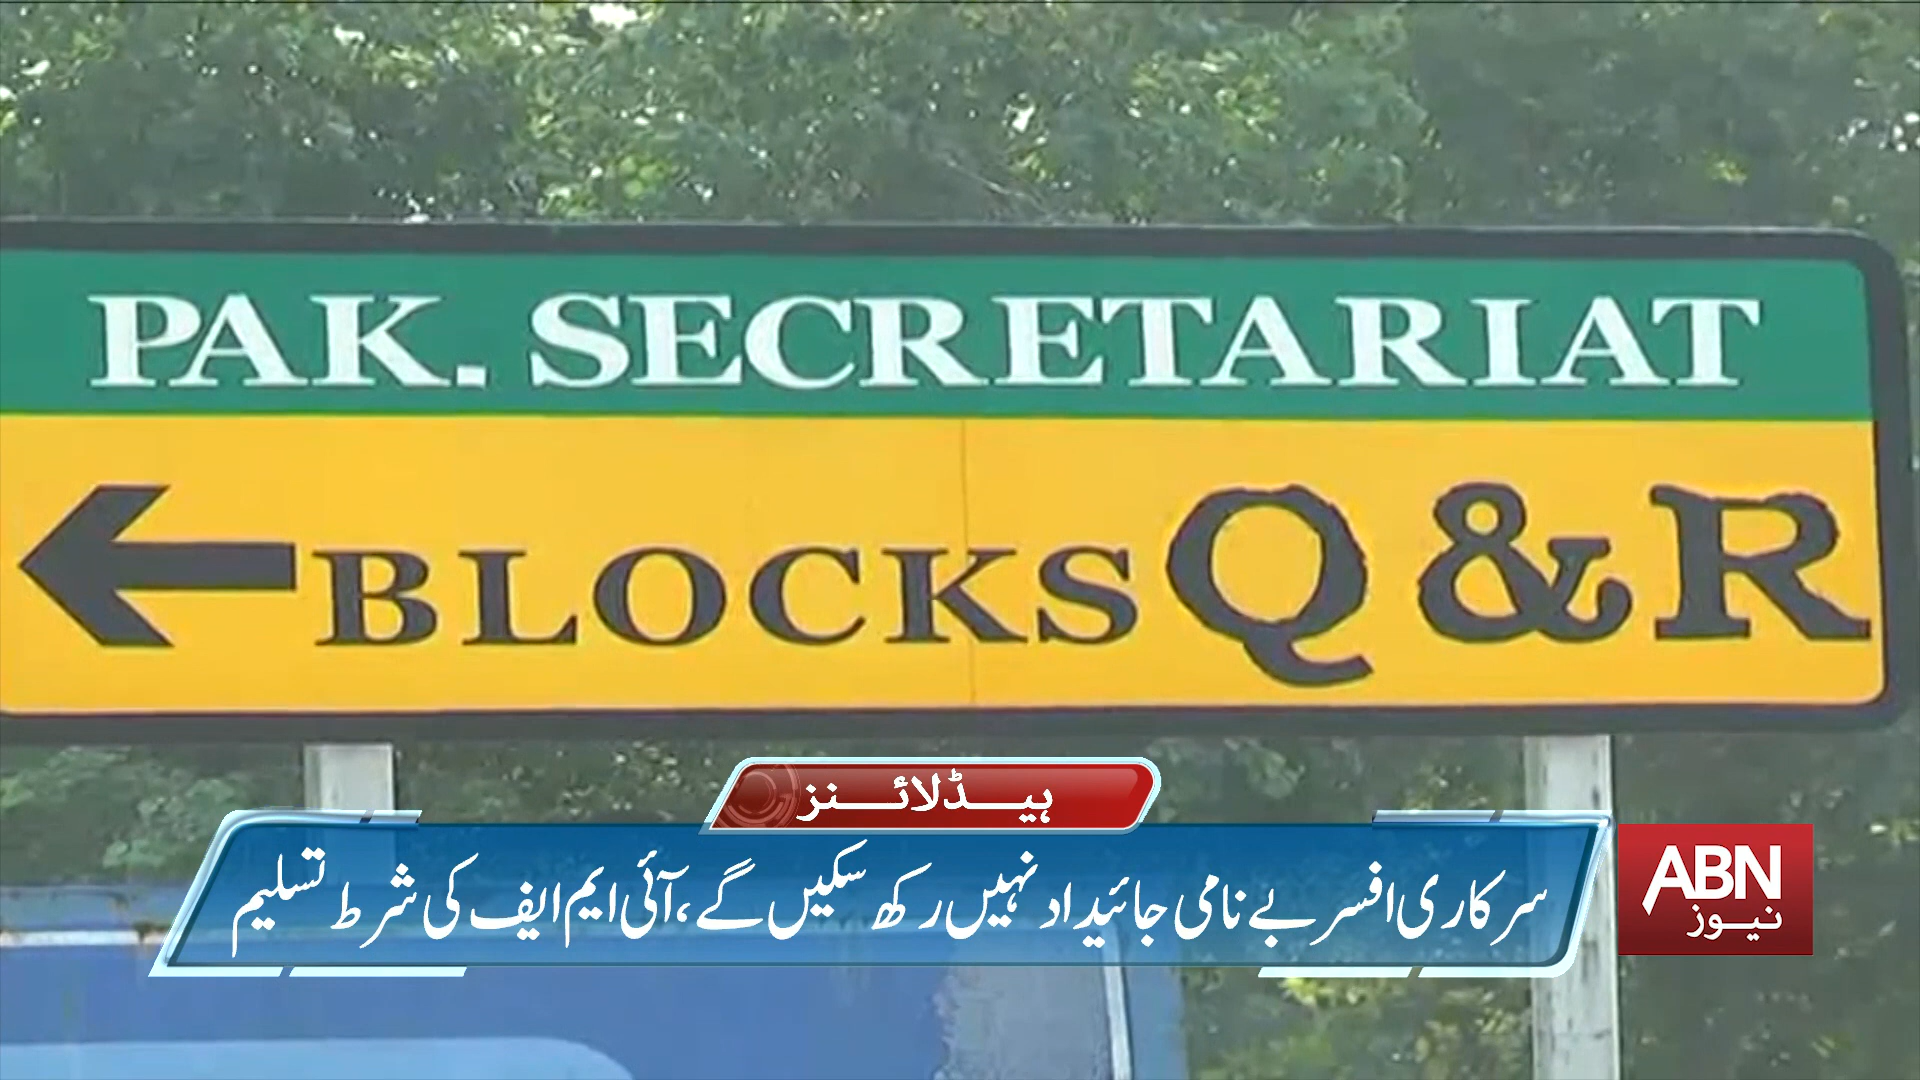 PAK. SECRETARIAT
BLOCKS Q & R
ہیڈلائنز
سرکاری افسر بے نامی جائیداد نہیں رکھ سکیں گے، آئی ایم ایف کی شرط تسلیم
ABN
نیوز